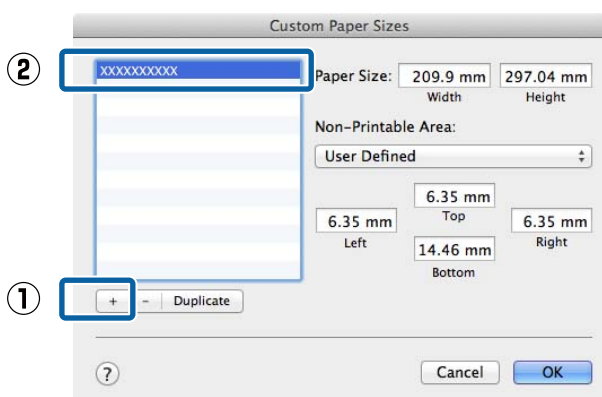 Custom Paper Sizes
② XXXXXXXXXX
Paper Size: 209.9 mm 297.04 mm
Width Height
Non-Printable Area:
User Defined
6.35 mm
Top
6.35 mm 6.35 mm
Left Right
14.46 mm
Bottom
① + - Duplicate
? Cancel OK